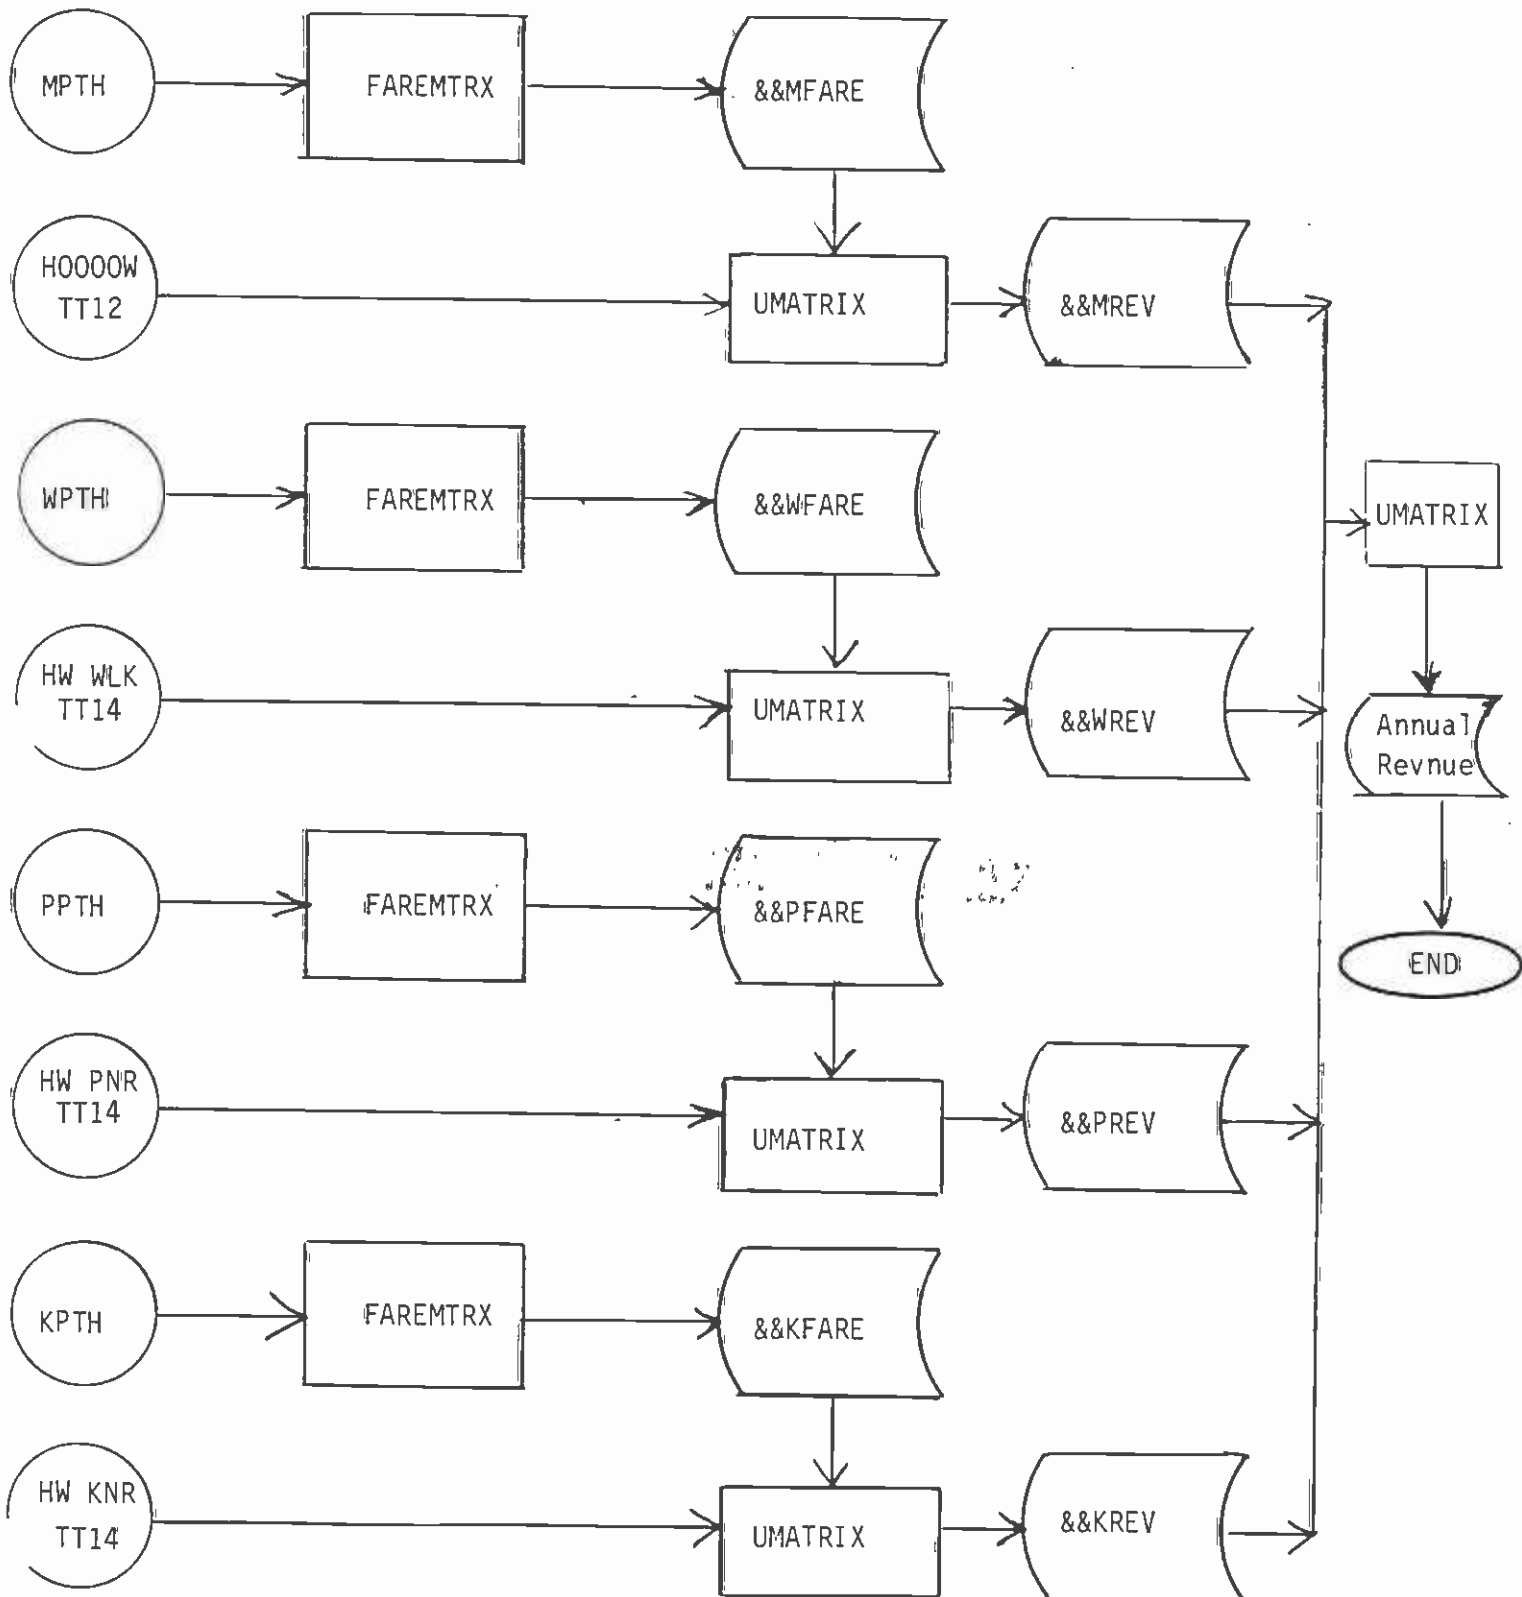 MPTH
FAREMTRX
&&MFARE
HOOOOW
TT12
UMATRIX
&&MREV
WPTH
FAREMTRX
&&WFARE
UMATRIX
HW WLK
TT14
UMATRIX
&&WREV
Annual
Revnue
PPTH
FAREMTRX
&&PFARE
END
HW PNR
TT14
UMATRIX
&&PREV
KPTH
FAREMTRX
&&KFARE
HW KNR
TT14
UMATRIX
&&KREV